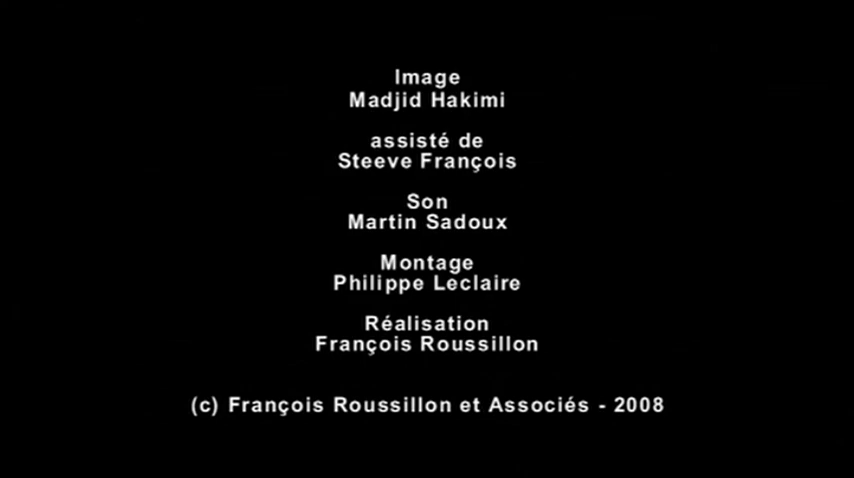 Image
Madjid Hakimi
assisté de
Steeve François
Son
Martin Sadoux
Montage
Philippe Leclaire
Réalisation
François Roussillon
(c) François Roussillon et Associés - 2008